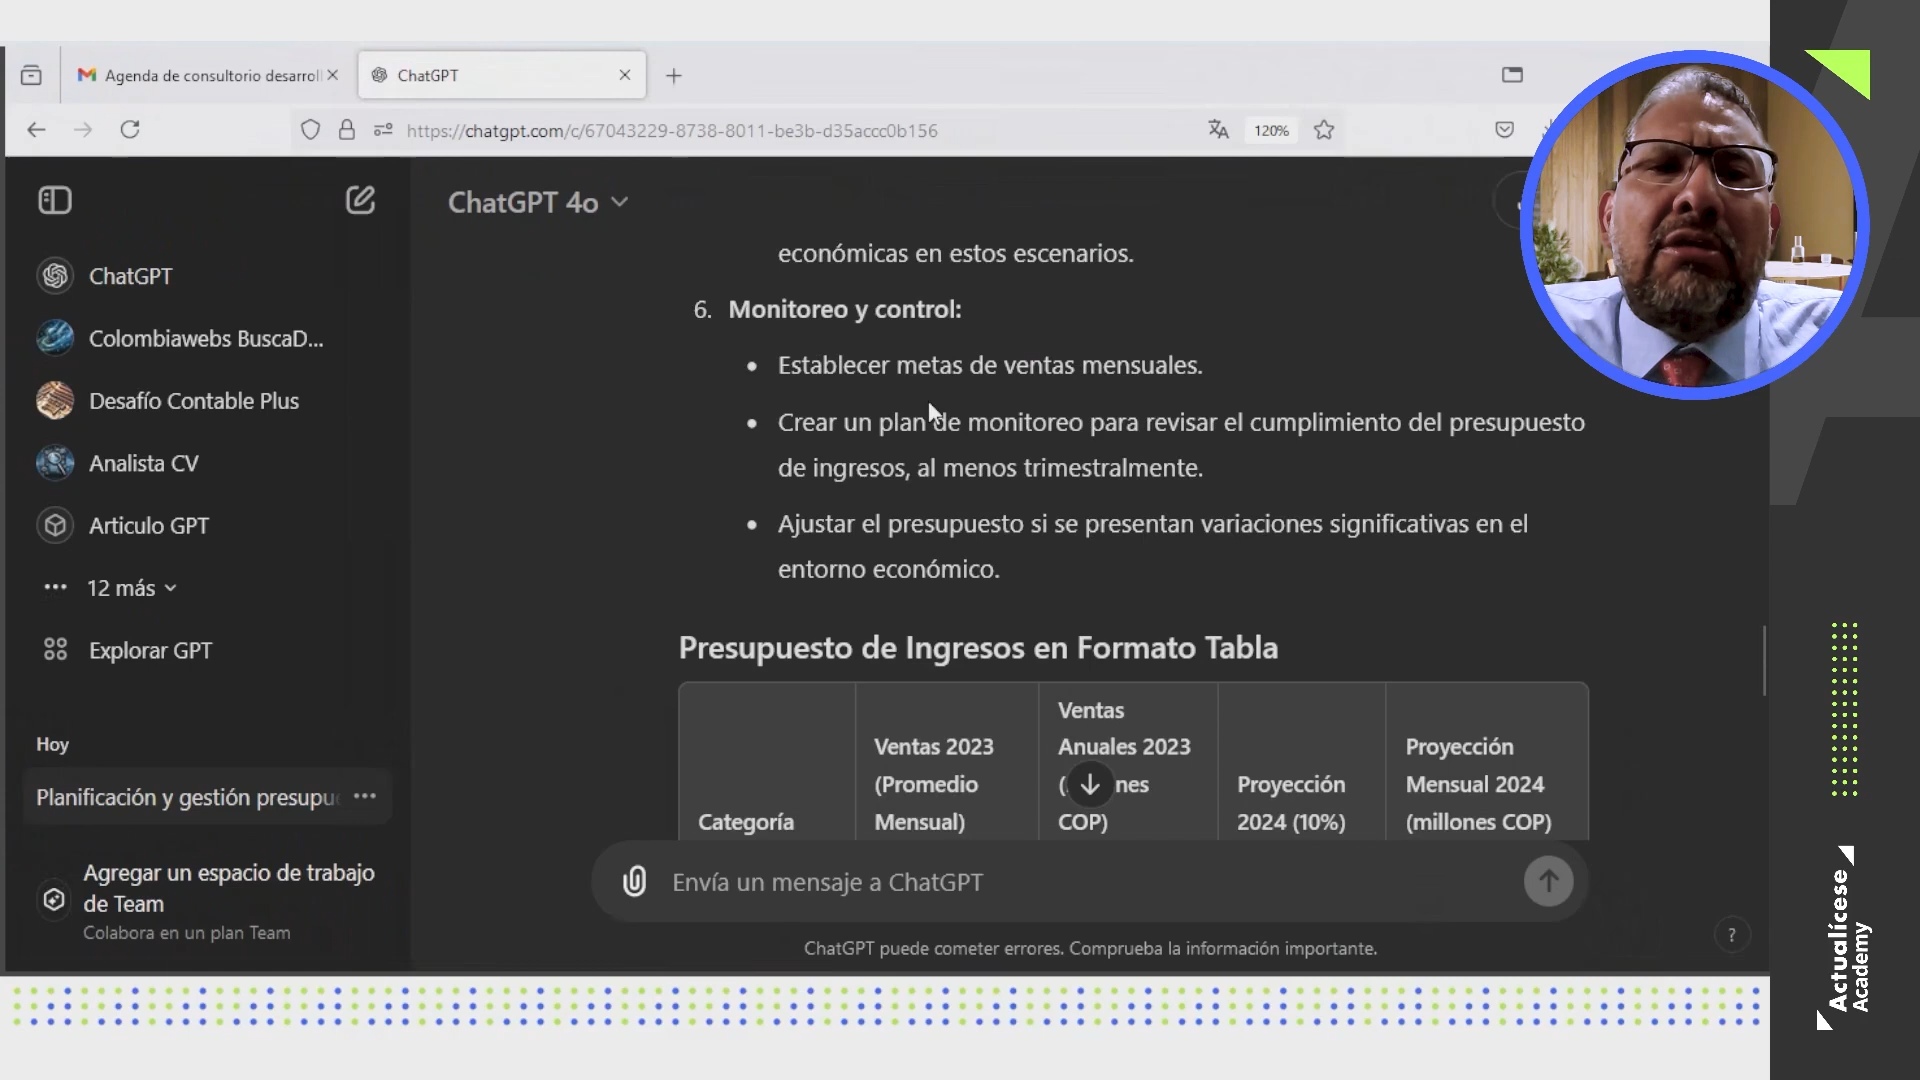 Agenda de consultorio desarroll
ChatGPT
https://chatgpt.com/c/67043229-8738-8011-be3b-d35accc0b156
120%
ChatGPT 4o
ChatGPT
Colombiawebs BuscaD...
Desafío Contable Plus
Analista CV
Articulo GPT
12 más
Explorar GPT
Hoy
Planificación y gestión presupu
Agregar un espacio de trabajo
de Team
Colabora en un plan Team
económicas en estos escenarios.
6. Monitoreo y control:
• Establecer metas de ventas mensuales.
• Crear un plan de monitoreo para revisar el cumplimiento del presupuesto
de ingresos, al menos trimestralmente.
• Ajustar el presupuesto si se presentan variaciones significativas en el
entorno económico.
Presupuesto de Ingresos en Formato Tabla
Categoría
Ventas 2023
(Promedio
Mensual)
Ventas
Anuales 2023
nes
COP)
Proyección
2024 (10%)
Proyección
Mensual 2024
(millones COP)
Envía un mensaje a ChatGPT
ChatGPT puede cometer errores. Comprueba la información importante.
?
Actualícese
Academy